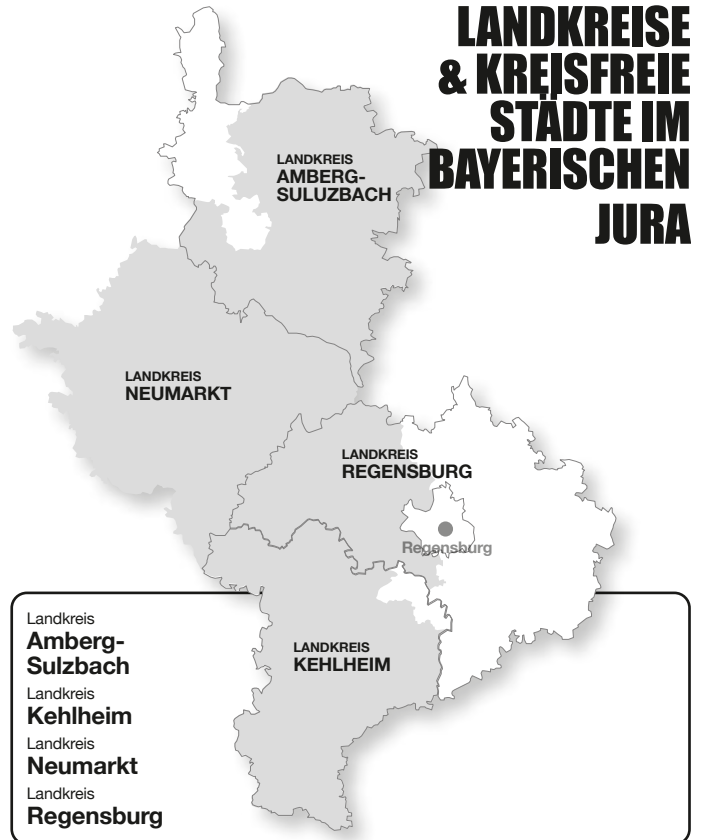 LANDKREISE
& KREISFREIE
STÄDTE IM
BAYERISCHEN
JURA
LANDKREIS
AMBERG-
SULUZBACH
LANDKREIS
NEUMARKT
LANDKREIS
REGENSBURG
Regensburg
LANDKREIS
KEHLHEIM
Landkreis
Amberg-
Sulzbach
Landkreis
Kehlheim
Landkreis
Neumarkt
Landkreis
Regensburg